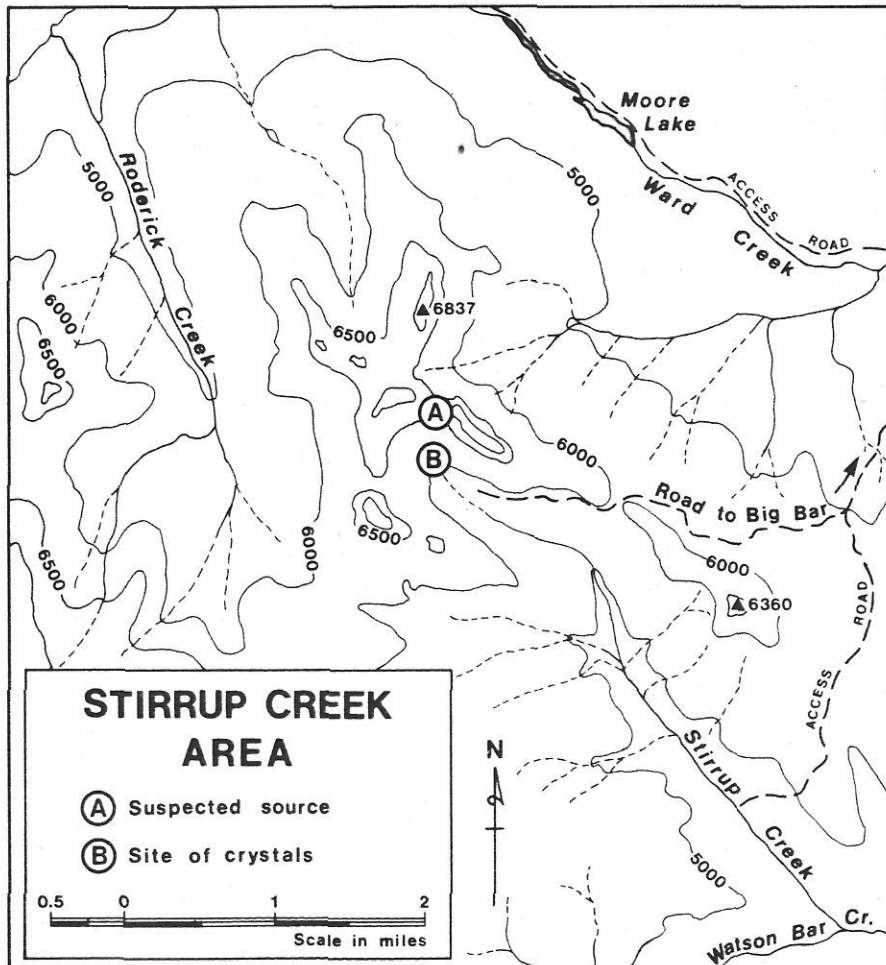 Moore
Lake
ACCESS
ROAD
Ward
Creek
5000
Roderick
Creek
5000
6000
6500
6837
6500
A
B
6000
Road to Big Bar
6500
6000
6500
6000
6360
ACCESS
ROAD
STIRRUP CREEK
AREA
A Suspected source
B Site of crystals
0.5 0 1 2
Scale in miles
N
Stirrup
Creek
5000
Watson Bar Cr.